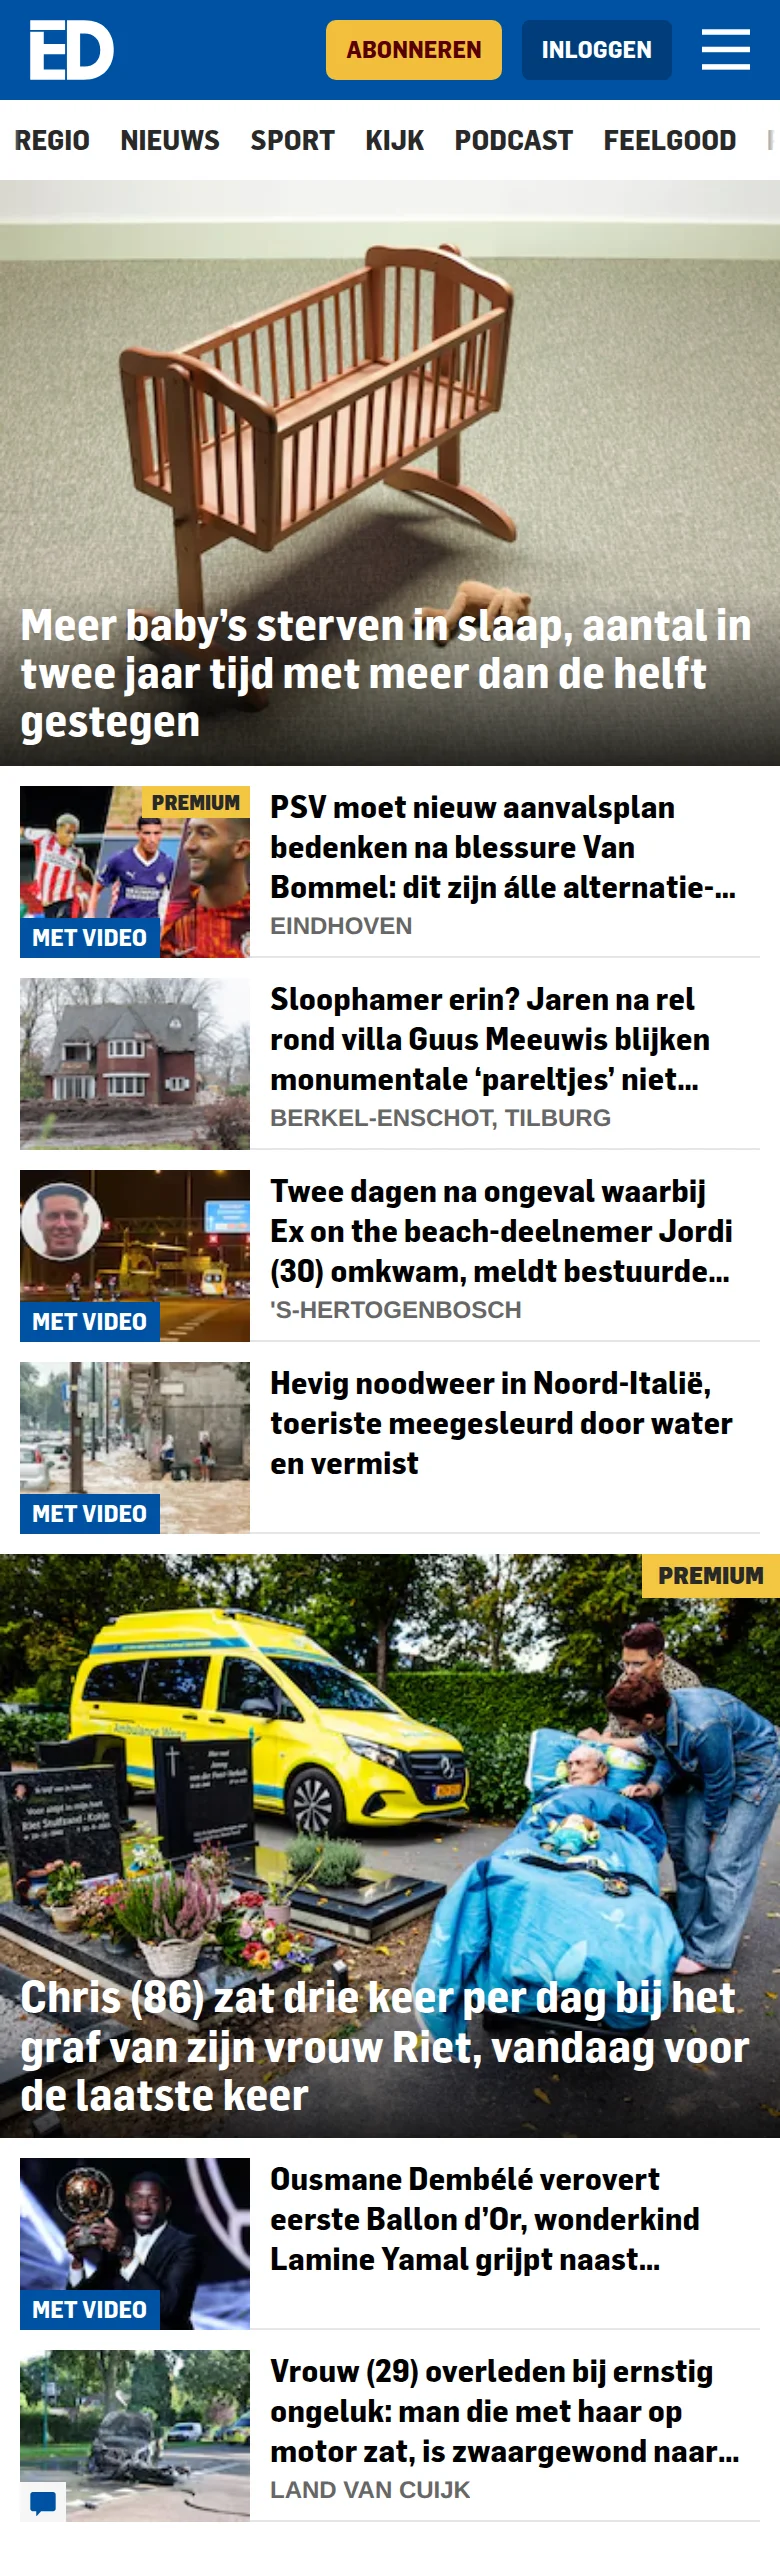 ED
ABONNEREN
INLOGGEN
REGIO NIEUWS SPORT KIJK PODCAST FEELGOOD
Meer baby’s sterven in slaap, aantal in
twee jaar tijd met meer dan de helft
gestegen
PREMIUM
MET VIDEO
PSV moet nieuw aanvalsplan
bedenken na blessure Van
Bommel: dit zijn álle alternatie-...
EINDHOVEN
Sloophamer erin? Jaren na rel
rond villa Guus Meeuwis blijken
monumentale ‘pareltjes’ niet...
BERKEL-ENSCHOT, TILBURG
MET VIDEO
Twee dagen na ongeval waarbij
Ex on the beach-deelnemer Jordi
(30) omkwam, meldt bestuurde...
'S-HERTOGENBOSCH
MET VIDEO
Hevig noodweer in Noord-Italië,
toeriste meegesleurd door water
en vermist
PREMIUM
Ambulance Wens
Chris (86) zat drie keer per dag bij het
graf van zijn vrouw Riet, vandaag voor
de laatste keer
MET VIDEO
Ousmane Dembélé verovert
eerste Ballon d’Or, wonderkind
Lamine Yamal grijpt naast...
Vrouw (29) overleden bij ernstig
ongeluk: man die met haar op
motor zat, is zwaargewond naar...
LAND VAN CUIJK